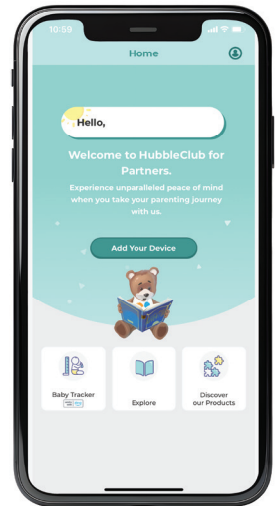 10:59
Home
Hello,
Welcome to HubbleClub for
Partners.
Experience unparalleled peace of mind
when you take your parenting journey
with us.
Add Your Device
Baby Tracker
Explore
Discover
our Products